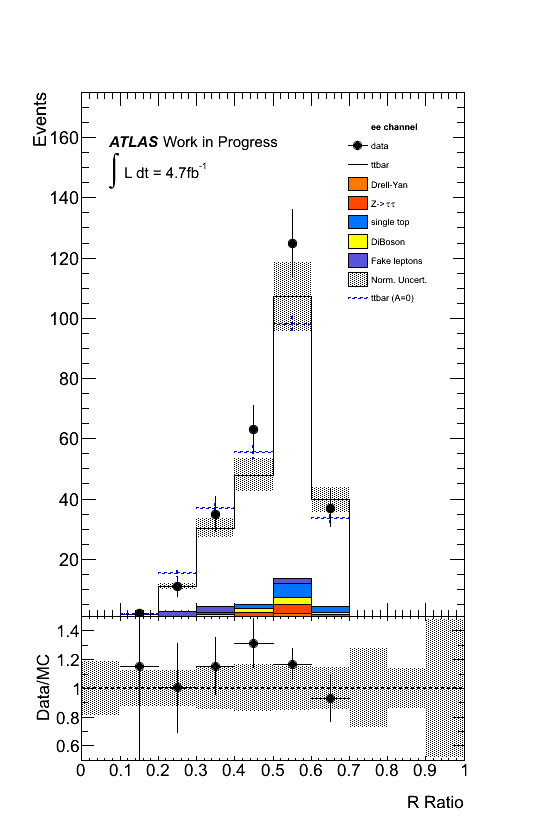 Events
160
140
120
100
80
60
40
20
ATLAS Work in Progress
∫ L dt = 4.7fb⁻¹
ee channel
data
ttbar
Drell-Yan
Z->ττ
single top
DiBoson
Fake leptons
Norm. Uncert.
ttbar (A=0)
Data/MC
1.4
1.2
1
0.8
0.6
0 0.1 0.2 0.3 0.4 0.5 0.6 0.7 0.8 0.9 1
R Ratio